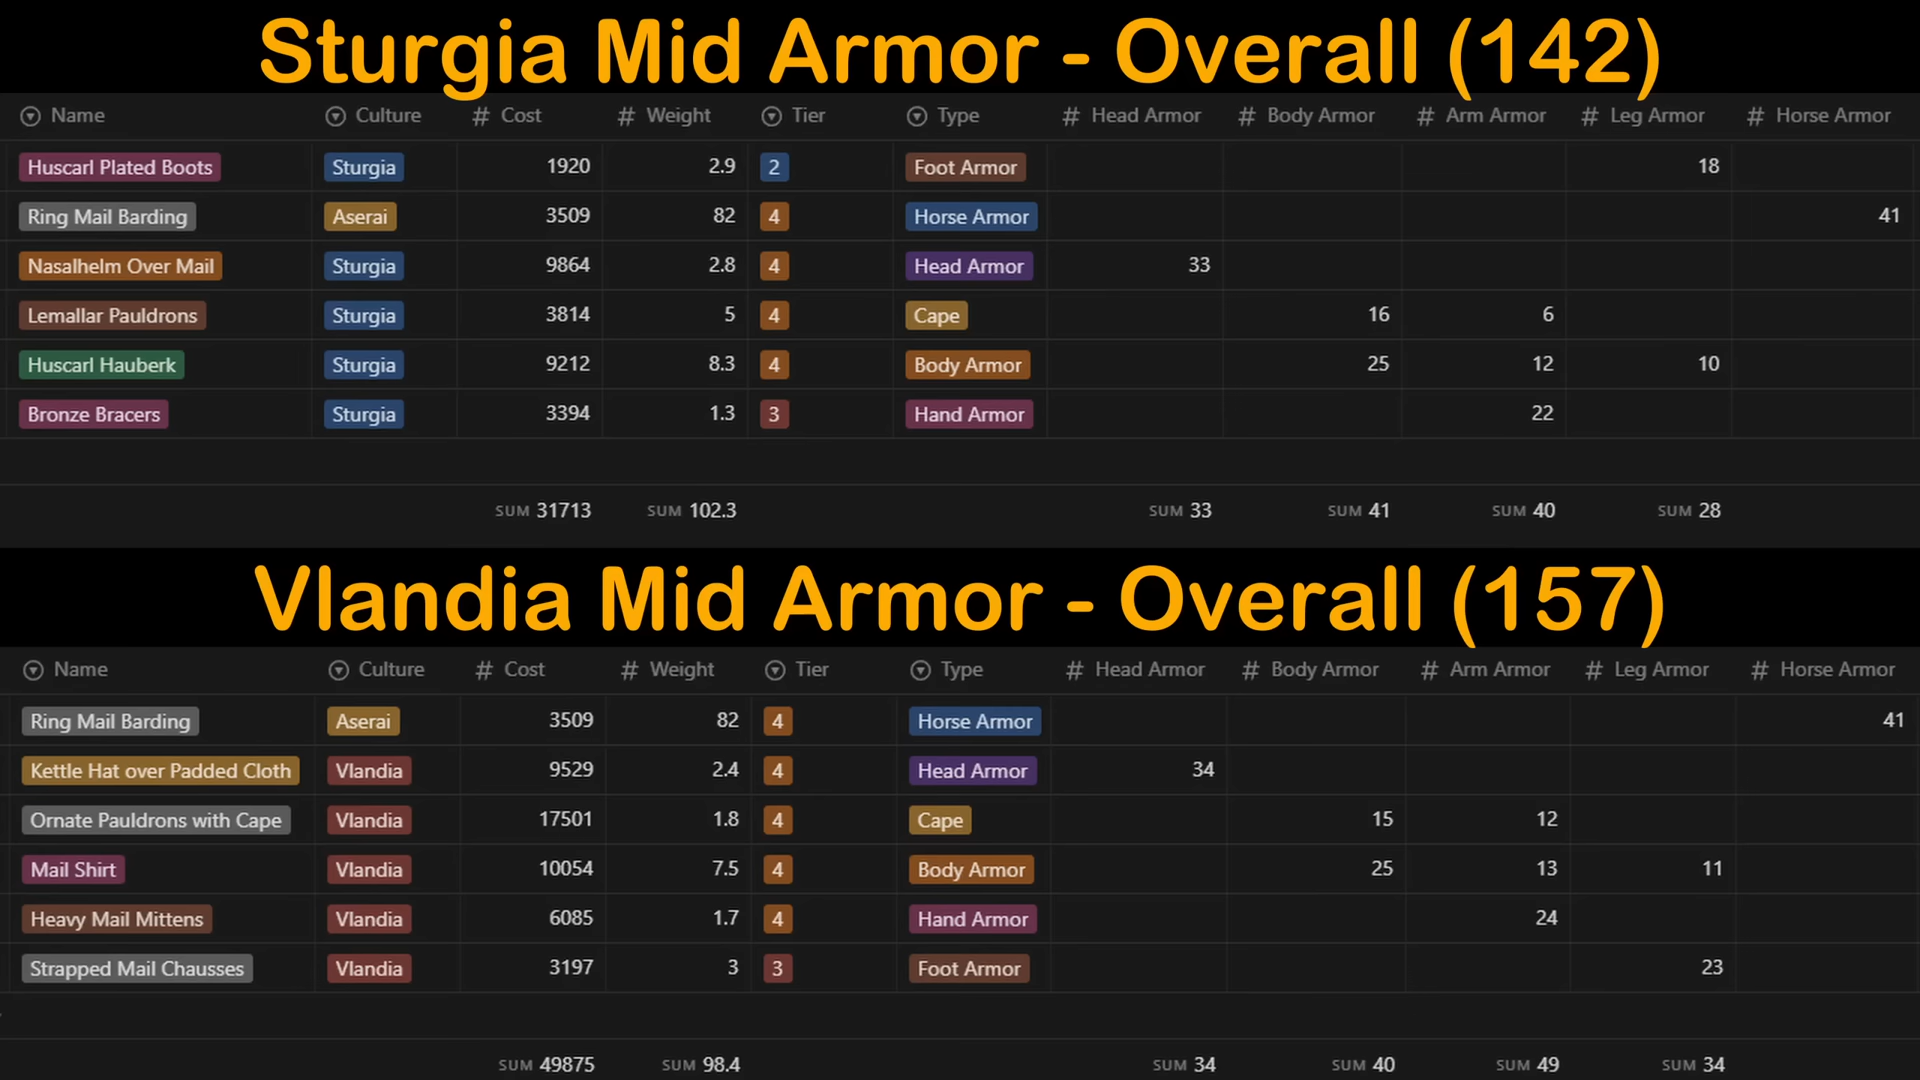 Sturgia Mid Armor - Overall (142)
Name Culture # Cost # Weight Tier Type # Head Armor # Body Armor # Arm Armor # Leg Armor # Horse Armor
Huscarl Plated Boots Sturgia 1920 2.9 2 Foot Armor 18
Ring Mail Barding Aserai 3509 82 4 Horse Armor 41
Nasalhelm Over Mail Sturgia 9864 2.8 4 Head Armor 33
Lemallar Pauldrons Sturgia 3814 5 4 Cape 16 6
Huscarl Hauberk Sturgia 9212 8.3 4 Body Armor 25 12 10
Bronze Bracers Sturgia 3394 1.3 3 Hand Armor 22
SUM 31713 SUM 102.3 SUM 33 SUM 41 SUM 40 SUM 28
Vlandia Mid Armor - Overall (157)
Name Culture # Cost # Weight Tier Type # Head Armor # Body Armor # Arm Armor # Leg Armor # Horse Armor
Ring Mail Barding Aserai 3509 82 4 Horse Armor 41
Kettle Hat over Padded Cloth Vlandia 9529 2.4 4 Head Armor 34
Ornate Pauldrons with Cape Vlandia 17501 1.8 4 Cape 15 12
Mail Shirt Vlandia 10054 7.5 4 Body Armor 25 13 11
Heavy Mail Mittens Vlandia 6085 1.7 4 Hand Armor 24
Strapped Mail Chausses Vlandia 3197 3 3 Foot Armor 23
SUM 49875 SUM 98.4 SUM 34 SUM 40 SUM 49 SUM 34